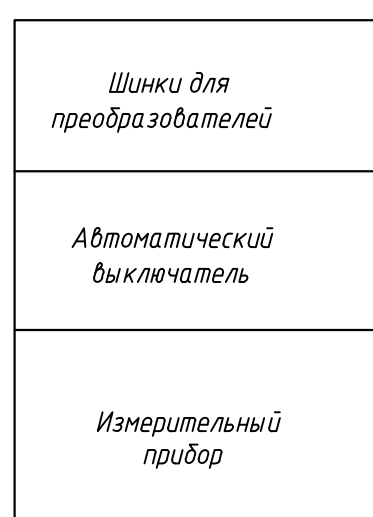 Шинки для
преобразователей
Автоматический
выключатель
Измерительный
прибор